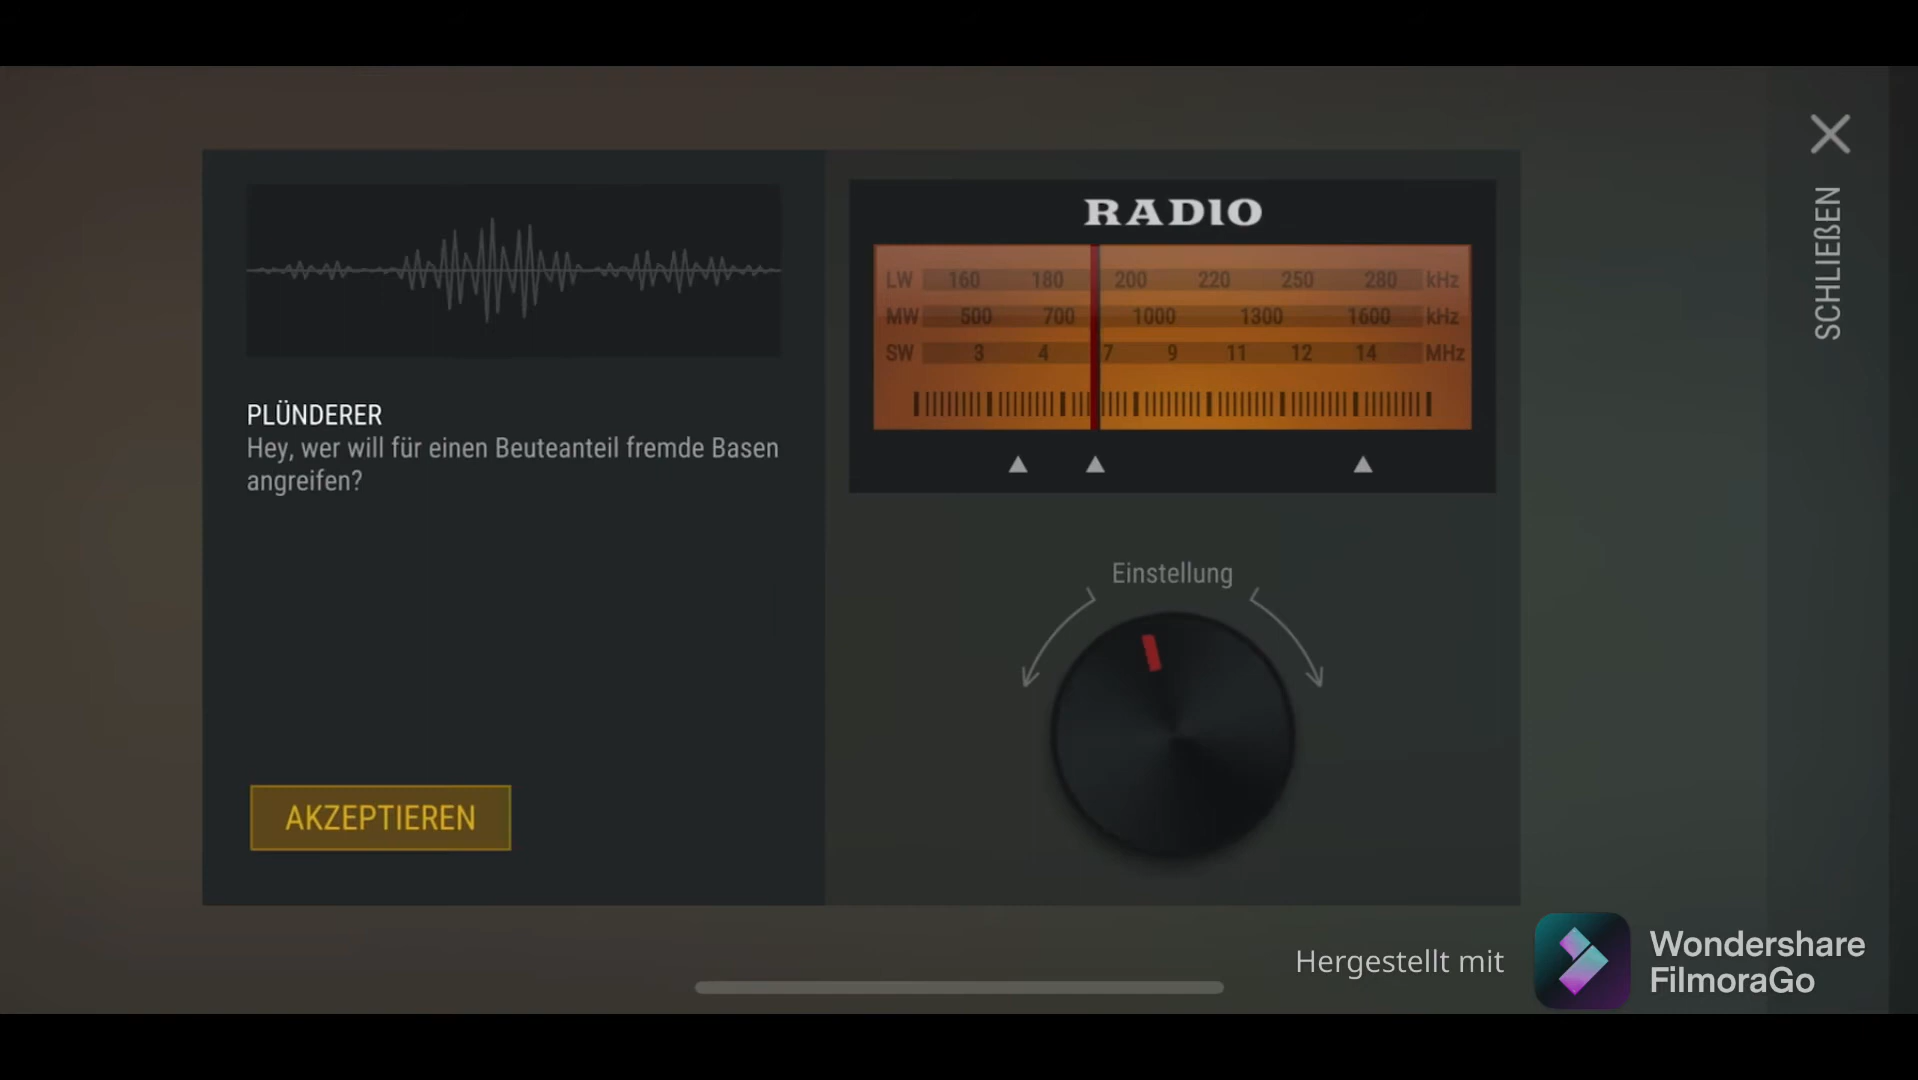 RADIO
LW 160 180 200 220 250 280 kHz
MW 500 700 1000 1300 1600 kHz
SW 3 4 7 9 11 12 14 MHz
PLÜNDERER
Hey, wer will für einen Beuteanteil fremde Basen
angreifen?
Einstellung
AKZEPTIEREN
SCHLIEßEN
Hergestellt mit
Wondershare
FilmoraGo